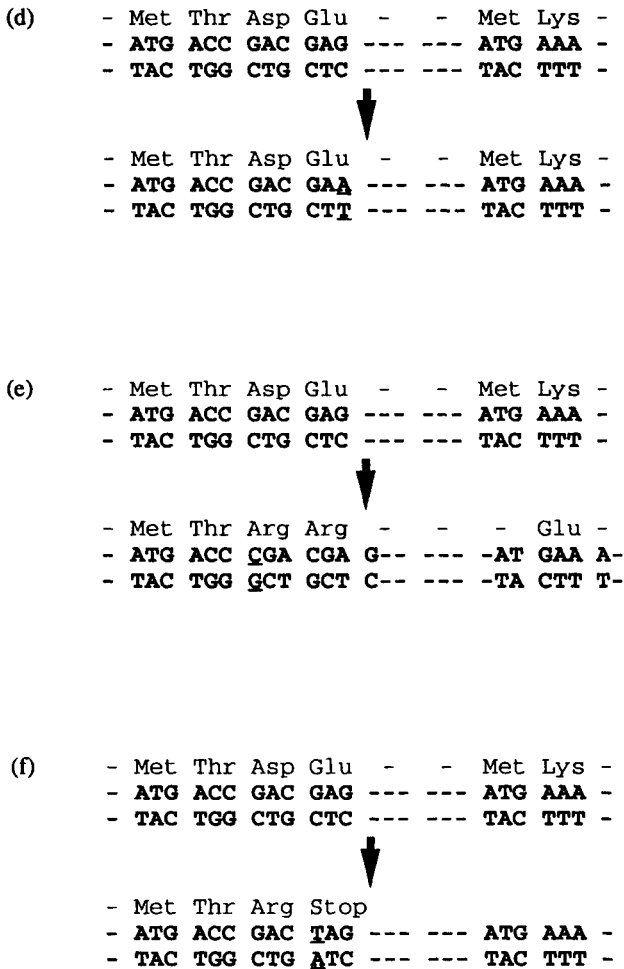 (d) - Met Thr Asp Glu - - Met Lys -
- ATG ACC GAC GAG --- --- ATG AAA -
- TAC TGG CTG CTC --- --- TAC TTT -
- Met Thr Asp Glu - - Met Lys -
- ATG ACC GAC GAA --- --- ATG AAA -
- TAC TGG CTG CTT --- --- TAC TTT -
(e) - Met Thr Asp Glu - - Met Lys -
- ATG ACC GAC GAG --- --- ATG AAA -
- TAC TGG CTG CTC --- --- TAC TTT -
- Met Thr Arg Arg - - - Glu -
- ATG ACC CGA CGA G-- --- -AT GAA A-
- TAC TGG GCT GCT C-- --- -TA CTT T-
(f) - Met Thr Asp Glu - - Met Lys -
- ATG ACC GAC GAG --- --- ATG AAA -
- TAC TGG CTG CTC --- --- TAC TTT -
- Met Thr Arg Stop
- ATG ACC GAC TAG --- --- ATG AAA -
- TAC TGG CTG ATC --- --- TAC TTT -